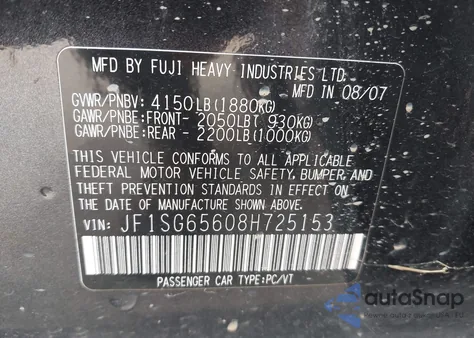 MFD BY FUJI HEAVY INDUSTRIES LTD.
MFD IN 08/07
GVWR/PNBV: 4150LB(1880KG)
GAWR/PNBE:FRONT- 2050LB( 930KG)
GAWR/PNBE:REAR - 2200LB(1000KG)
THIS VEHICLE CONFORMS TO ALL APPLICABLE
FEDERAL MOTOR VEHICLE SAFETY, BUMPER, AND
THEFT PREVENTION STANDARDS IN EFFECT ON
THE DATE OF MANUFACTURE SHOWN ABOVE.
VIN: JF1SG65608H725153
PASSENGER CAR TYPE:PC/VT
autoSnap